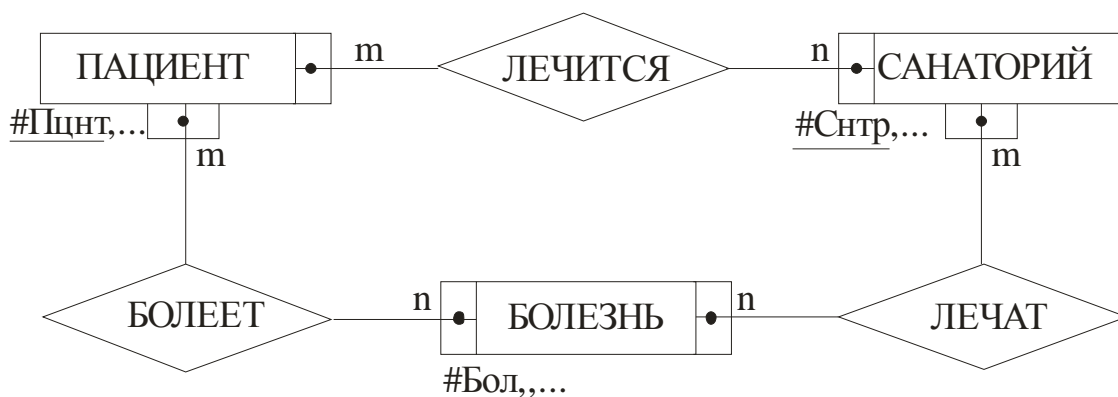 ПАЦИЕНТ m ЛЕЧИТСЯ n САНАТОРИЙ
#Пцнт,... m #Снтр,... m
БОЛЕЕТ n БОЛЕЗНЬ n ЛЕЧАТ
#Бол,,...